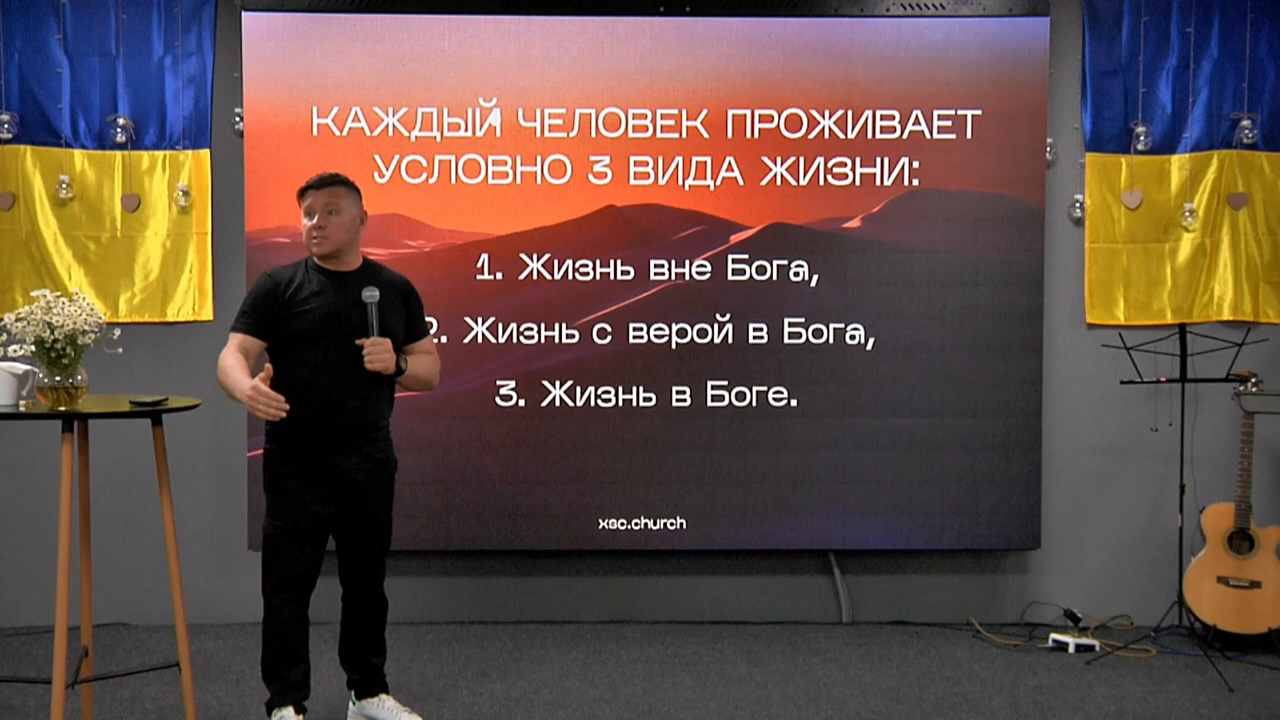 КАЖДЫЙ ЧЕЛОВЕК ПРОЖИВАЕТ
УСЛОВНО 3 ВИДА ЖИЗНИ:
1. Жизнь вне Бога,
2. Жизнь с верой в Бога,
3. Жизнь в Боге.
xsc.church